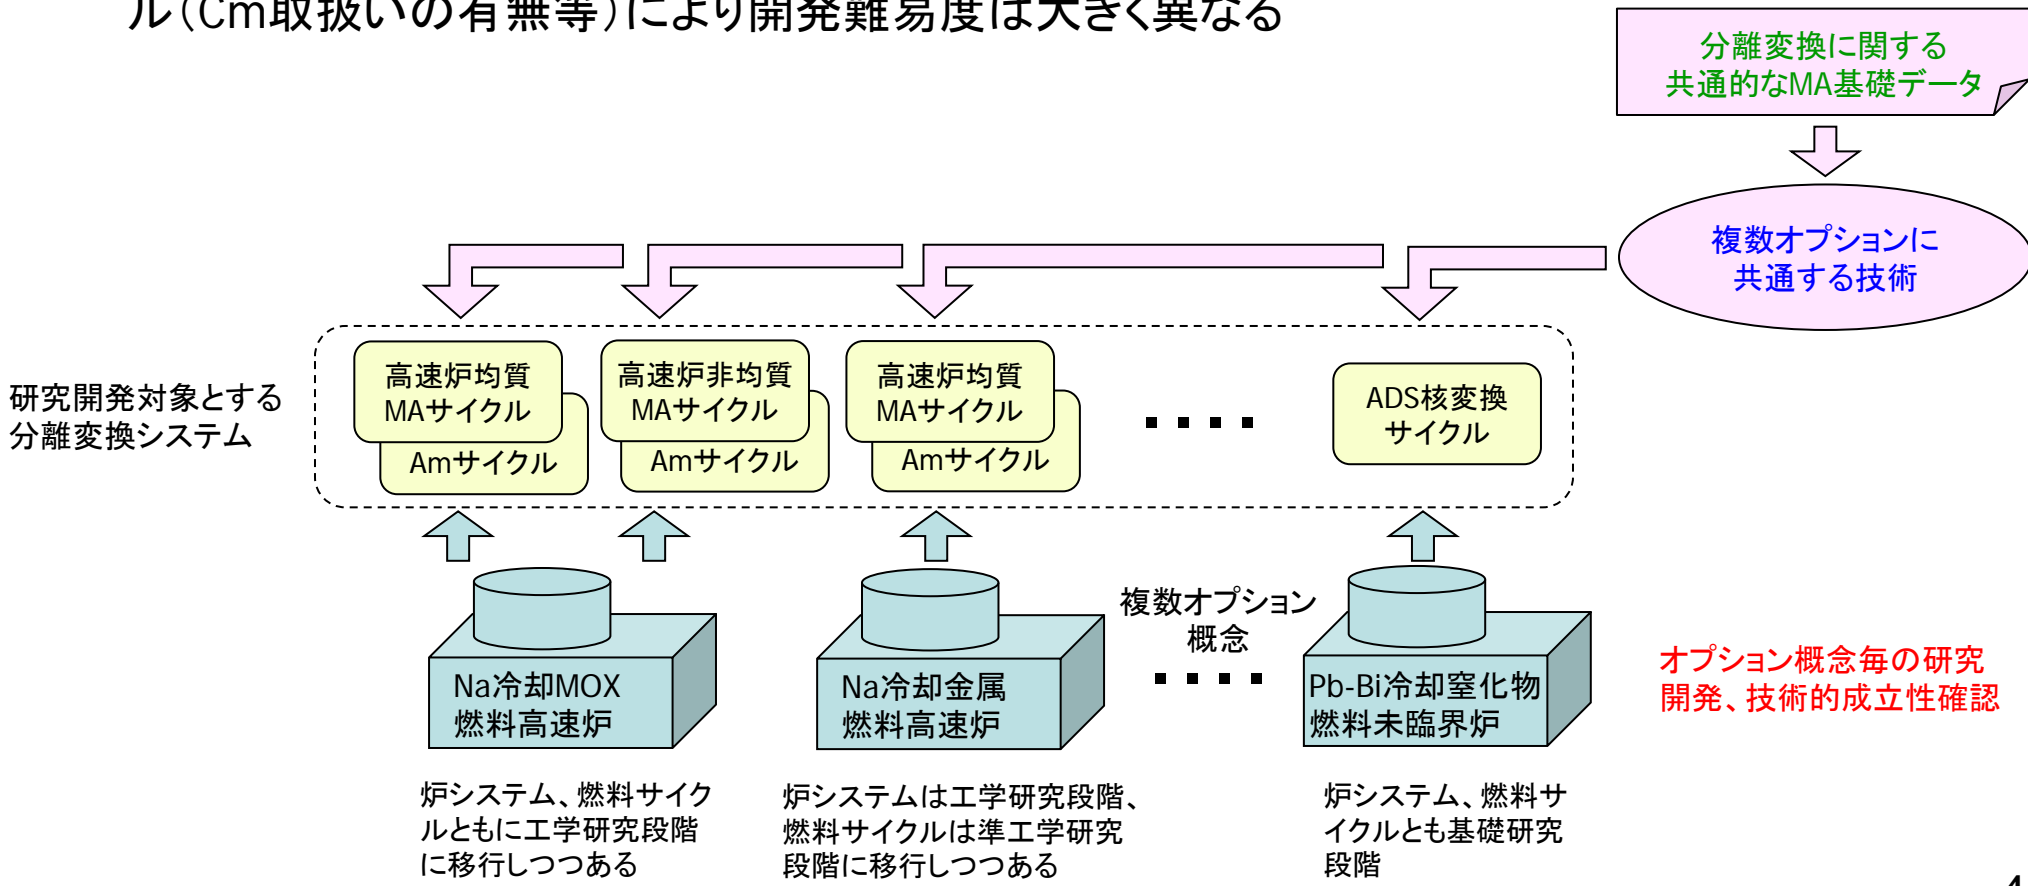 ル（Cm取扱いの有無等）により開発難易度は大きく異なる
分離変換に関する
共通的なMA基礎データ
複数オプションに
共通する技術
研究開発対象とする
分離変換システム
高速炉均質
MAサイクル
Amサイクル
高速炉非均質
MAサイクル
Amサイクル
高速炉均質
MAサイクル
Amサイクル
ADS核変換
サイクル
複数オプション
概念
Na冷却MOX
燃料高速炉
Na冷却金属
燃料高速炉
Pb-Bi冷却窒化物
燃料未臨界炉
オプション概念毎の研究
開発、技術的成立性確認
炉システム、燃料サイク
ルともに工学研究段階
に移行しつつある
炉システムは工学研究段階、
燃料サイクルは準工学研究
段階に移行しつつある
炉システム、燃料サ
イクルとも基礎研究
段階